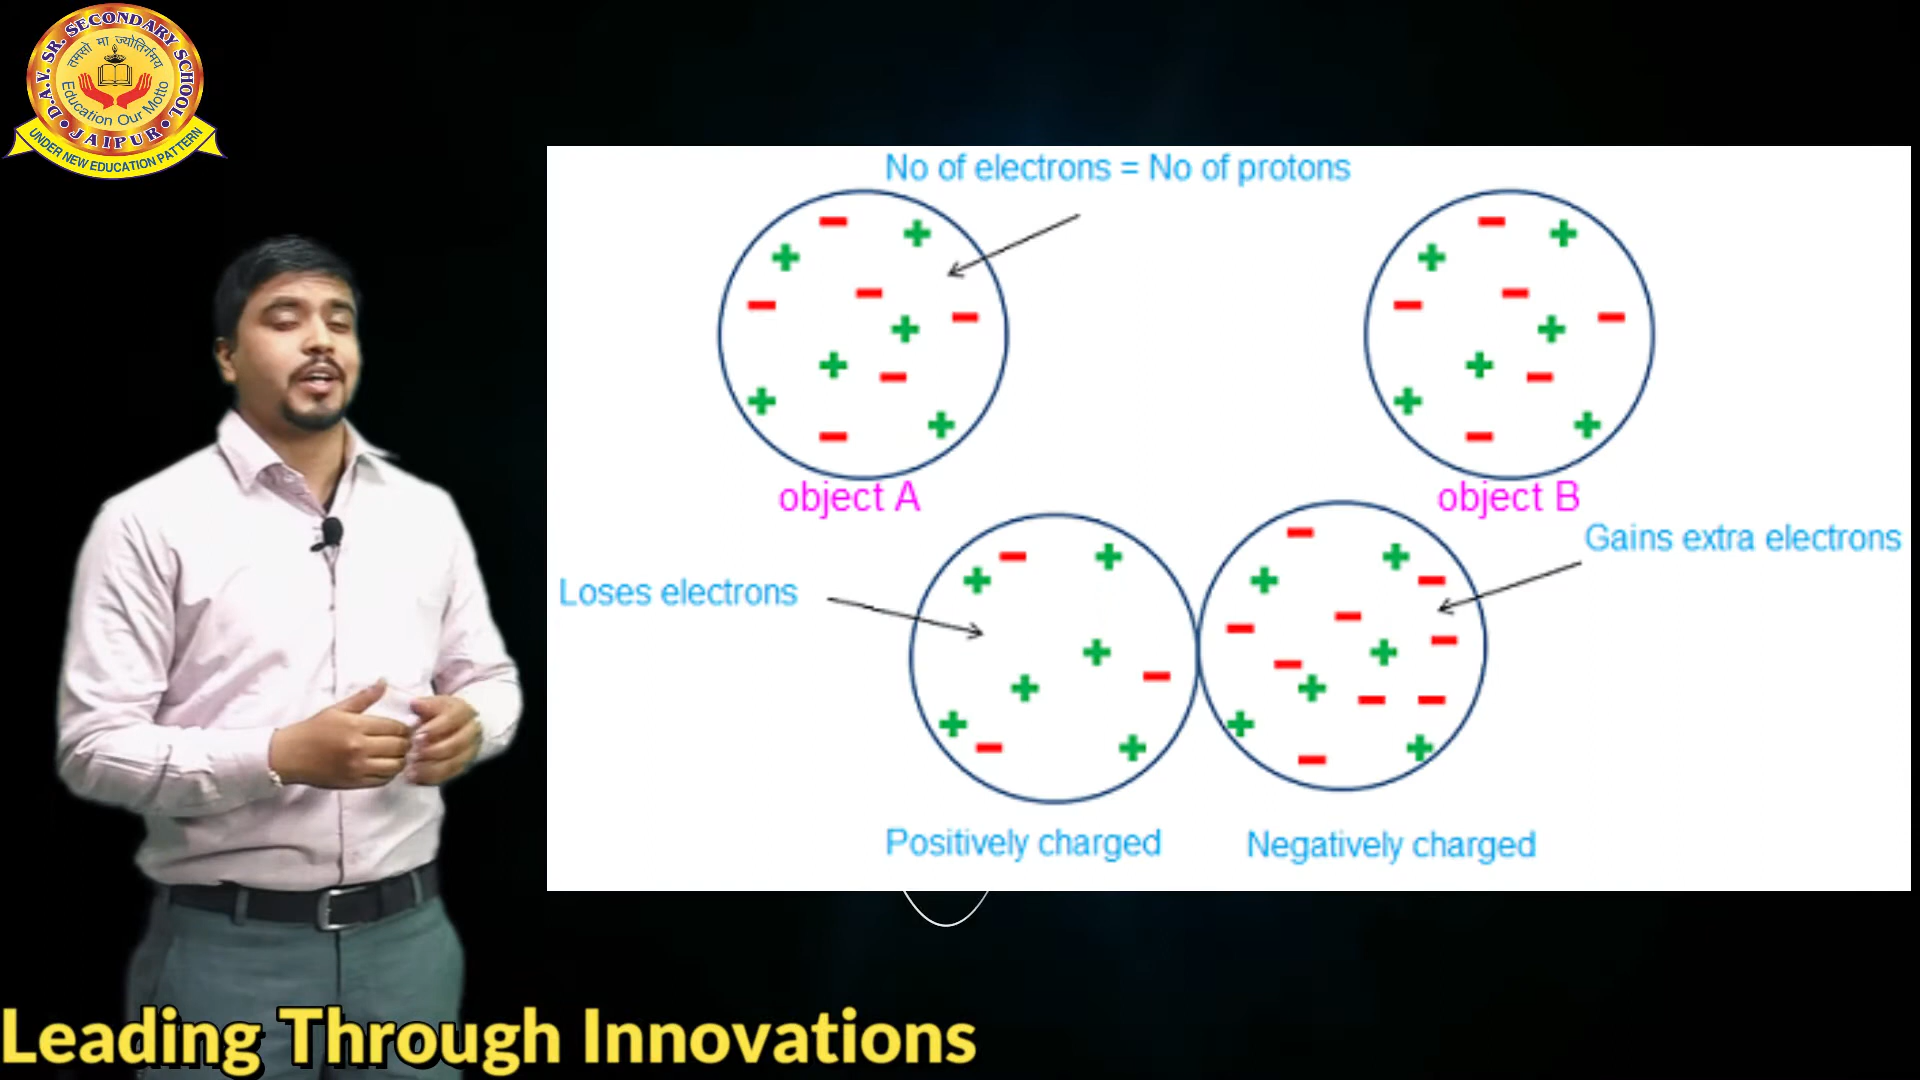 D.A.V. SR. SECONDARY SCHOOL
तमसो मा ज्योतिर्गमय
Education Our Motto
• JAIPUR •
UNDER NEW EDUCATION PATTERN
No of electrons = No of protons
object A
object B
Gains extra electrons
Loses electrons
Positively charged
Negatively charged
Leading Through Innovations